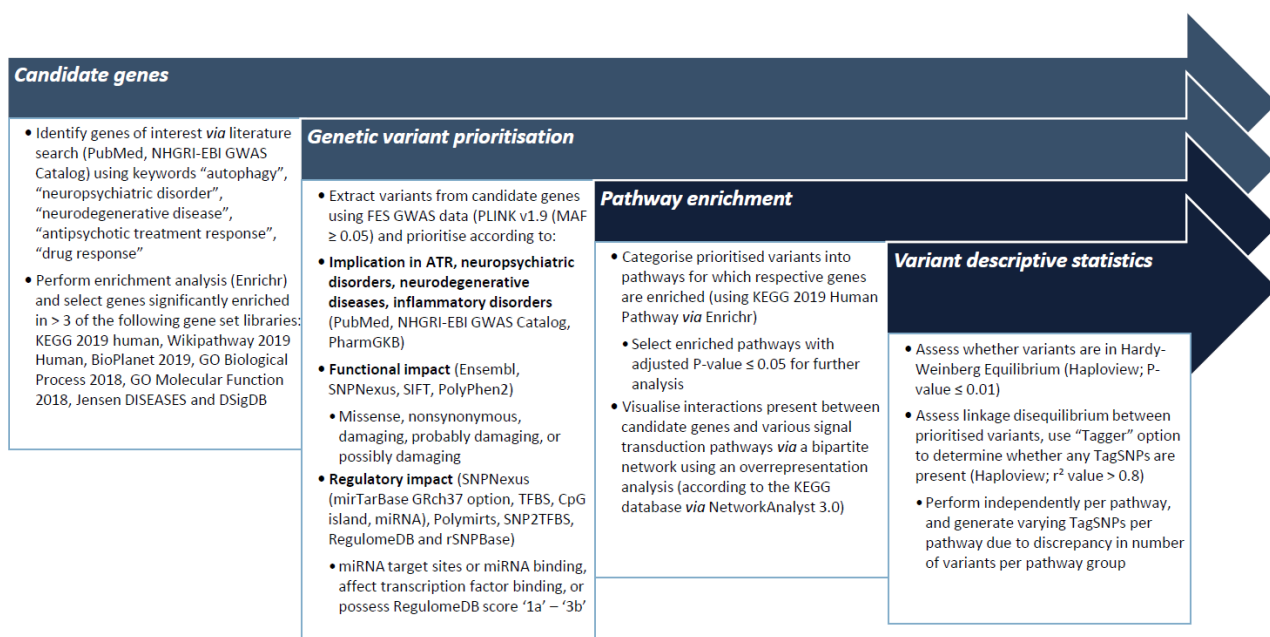 Candidate genes
• Identify genes of interest via literature
search (PubMed, NHGRI-EBI GWAS
Catalog) using keywords “autophagy”,
“neuropsychiatric disorder”,
“neurodegenerative disease”,
“antipsychotic treatment response”,
“drug response”
• Perform enrichment analysis (Enrichr)
and select genes significantly enriched
in > 3 of the following gene set libraries:
KEGG 2019 human, Wikipathway 2019
Human, BioPlanet 2019, GO Biological
Process 2018, GO Molecular Function
2018, Jensen DISEASES and DSigDB
Genetic variant prioritisation
• Extract variants from candidate genes
using FES GWAS data (PLINK v1.9 (MAF
≥ 0.05) and prioritise according to:
• Implication in ATR, neuropsychiatric
disorders, neurodegenerative
diseases, inflammatory disorders
(PubMed, NHGRI-EBI GWAS Catalog,
PharmGKB)
• Functional impact (Ensembl,
SNPNexus, SIFT, PolyPhen2)
• Missense, nonsynonymous,
damaging, probably damaging, or
possibly damaging
• Regulatory impact (SNPNexus
(mirTarBase GRch37 option, TFBS, CpG
island, miRNA), Polymirts, SNP2TFBS,
RegulomeDB and rSNPBase)
• miRNA target sites or miRNA binding,
affect transcription factor binding, or
possess RegulomeDB score ‘1a’ – ‘3b’
Pathway enrichment
• Categorise prioritised variants into
pathways for which respective genes
are enriched (using KEGG 2019 Human
Pathway via Enrichr)
• Select enriched pathways with
adjusted P-value ≤ 0.05 for further
analysis
• Visualise interactions present between
candidate genes and various signal
transduction pathways via a bipartite
network using an overrepresentation
analysis (according to the KEGG
database via NetworkAnalyst 3.0)
Variant descriptive statistics
• Assess whether variants are in Hardy-
Weinberg Equilibrium (Haploview; P-
value ≤ 0.01)
• Assess linkage disequilibrium between
prioritised variants, use “Tagger” option
to determine whether any TagSNPs are
present (Haploview; r² value > 0.8)
• Perform independently per pathway,
and generate varying TagSNPs per
pathway due to discrepancy in number
of variants per pathway group